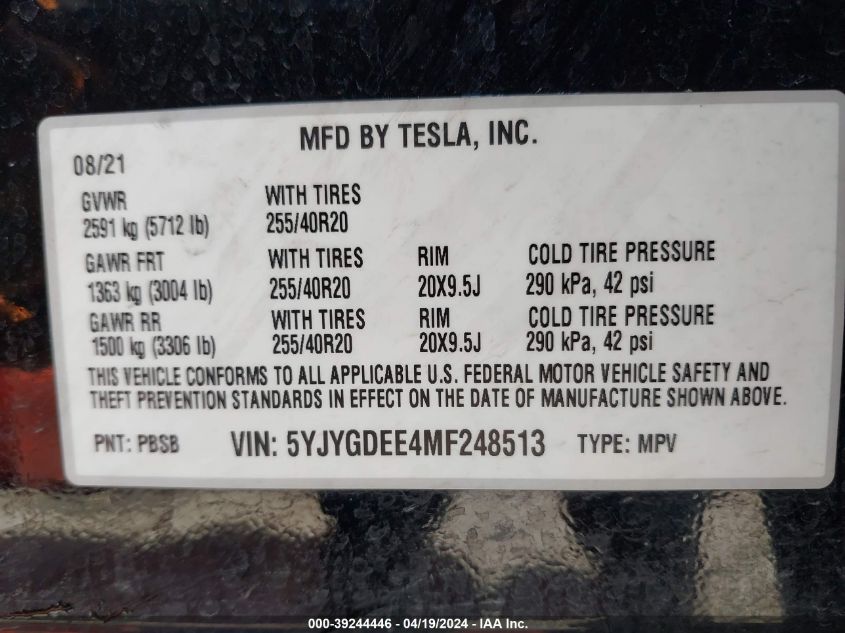 MFD BY TESLA, INC.
08/21
GVWR WITH TIRES
2591 kg (5712 lb) 255/40R20
GAWR FRT WITH TIRES RIM COLD TIRE PRESSURE
1363 kg (3004 lb) 255/40R20 20X9.5J 290 kPa, 42 psi
GAWR RR WITH TIRES RIM COLD TIRE PRESSURE
1500 kg (3306 lb) 255/40R20 20X9.5J 290 kPa, 42 psi
THIS VEHICLE CONFORMS TO ALL APPLICABLE U.S. FEDERAL MOTOR VEHICLE SAFETY AND
THEFT PREVENTION STANDARDS IN EFFECT ON THE DATE OF MANUFACTURE SHOWN ABOVE.
PNT: PBSB VIN: 5YJYGDEE4MF248513 TYPE: MPV
000-39244446 - 04/19/2024 - IAA Inc.